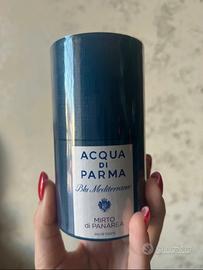 ACQUA
DI
PARMA
Blu Mediterraneo
MIRTO
di PANAREA